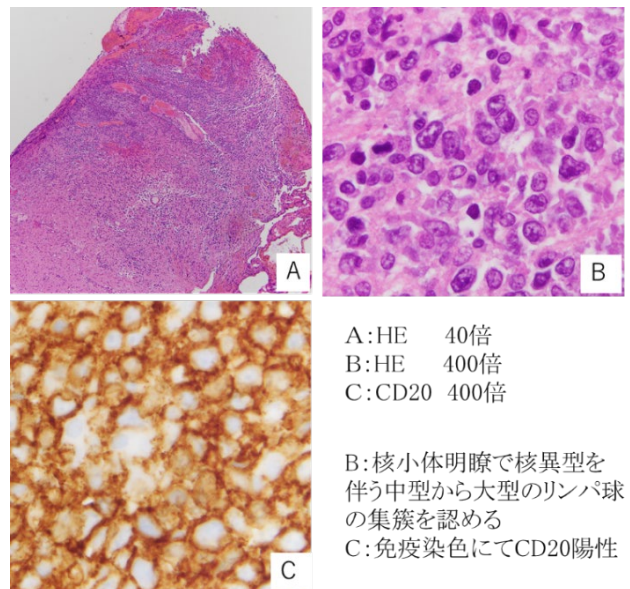 A
B
C
A:HE 40倍
B:HE 400倍
C:CD20 400倍
B:核小体明瞭で核異型を
伴う中型から大型のリンパ球
の集簇を認める
C:免疫染色にてCD20陽性